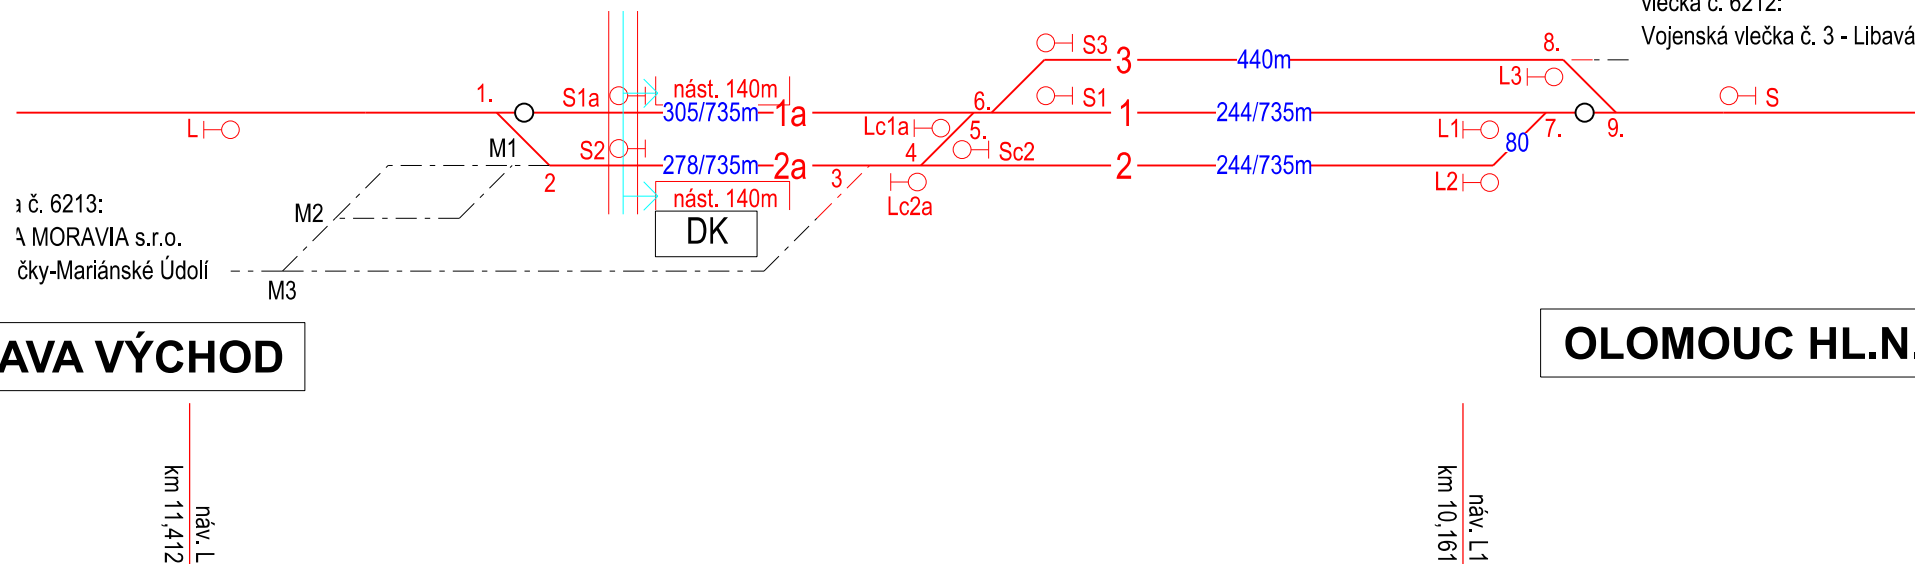 vlečka č. 6212:
Vojenská vlečka č. 3 - Libavá
S3
3
440m
8.
L3
1.
S1a
nást. 140m
305/735m
1a
6.
S1
1
244/735m
S
L
Lc1a
5.
L1
7.
9.
M1
S2
278/735m
2a
4
Sc2
2
244/735m
80
2
3
L2
nást. 140m
Lc2a
M2
č. 6213:
MORAVIA s.r.o.
čky-Mariánské Údolí
DK
M3
AVA VÝCHOD
OLOMOUC HL.N.
náv. L
km 11,412
náv. L1
km 10,161